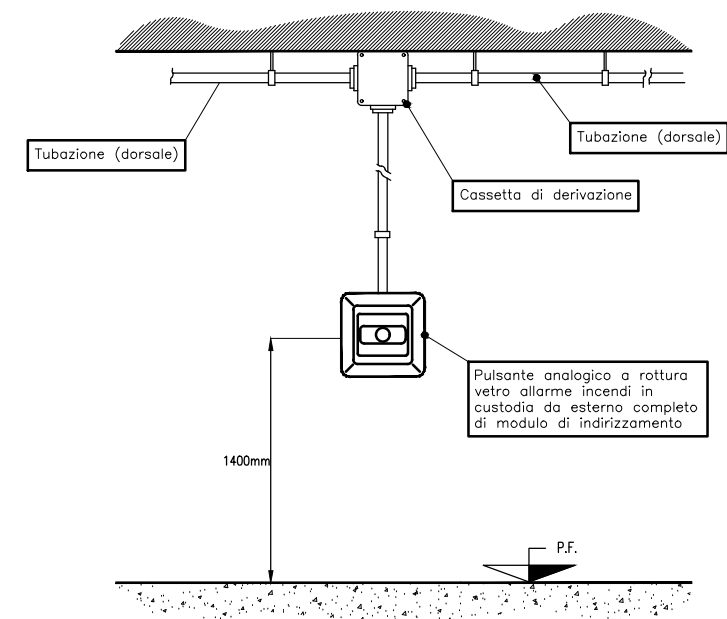 Tubazione (dorsale)
Tubazione (dorsale)
Cassetta di derivazione
Pulsante analogico a rottura
vetro allarme incendi in
custodia da esterno completo
di modulo di indirizzamento
1400mm
P.F.